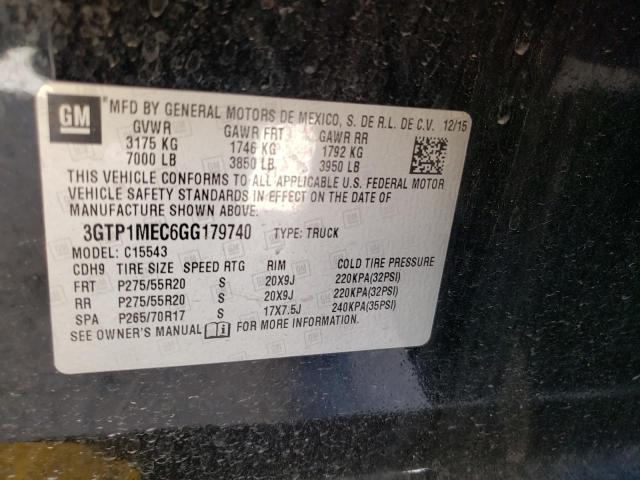 GM
*MFD BY GENERAL MOTORS DE MEXICO, S. DE R.L. DE C.V. 12/15
GVWR GAWR FRT GAWR RR
3175 KG 1746 KG 1792 KG
7000 LB 3850 LB 3950 LB
THIS VEHICLE CONFORMS TO ALL APPLICABLE U.S. FEDERAL MOTOR
VEHICLE SAFETY STANDARDS IN EFFECT ON THE DATE OF
MANUFACTURE SHOWN ABOVE.
3GTP1MEC6GG179740 TYPE: TRUCK
MODEL: C15543
CDH9 TIRE SIZE SPEED RTG RIM COLD TIRE PRESSURE
FRT P275/55R20 S 20X9J 220KPA(32PSI)
RR P275/55R20 S 20X9J 220KPA(32PSI)
SPA P265/70R17 S 17X7.5J 240KPA(35PSI)
SEE OWNER'S MANUAL FOR MORE INFORMATION